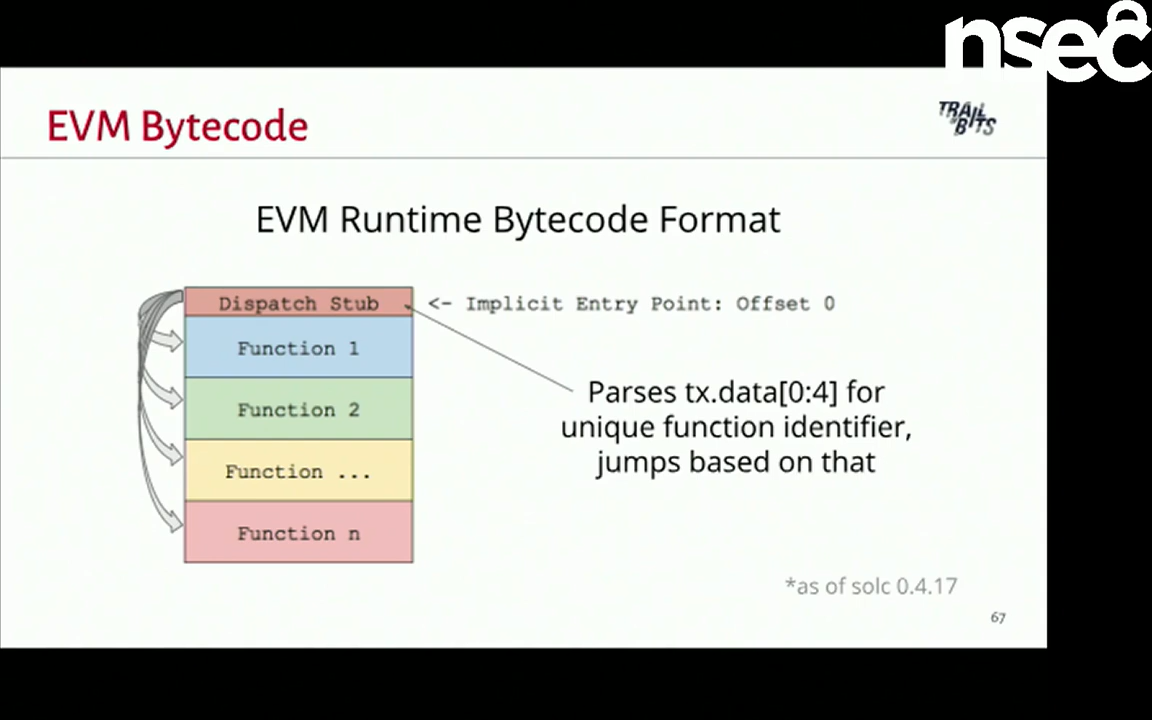 nsec
EVM Bytecode
TRAIL
OF
BITS
EVM Runtime Bytecode Format
Dispatch Stub
<- Implicit Entry Point: Offset 0
Function 1
Function 2
Function ...
Function n
Parses tx.data[0:4] for
unique function identifier,
jumps based on that
*as of solc 0.4.17
67